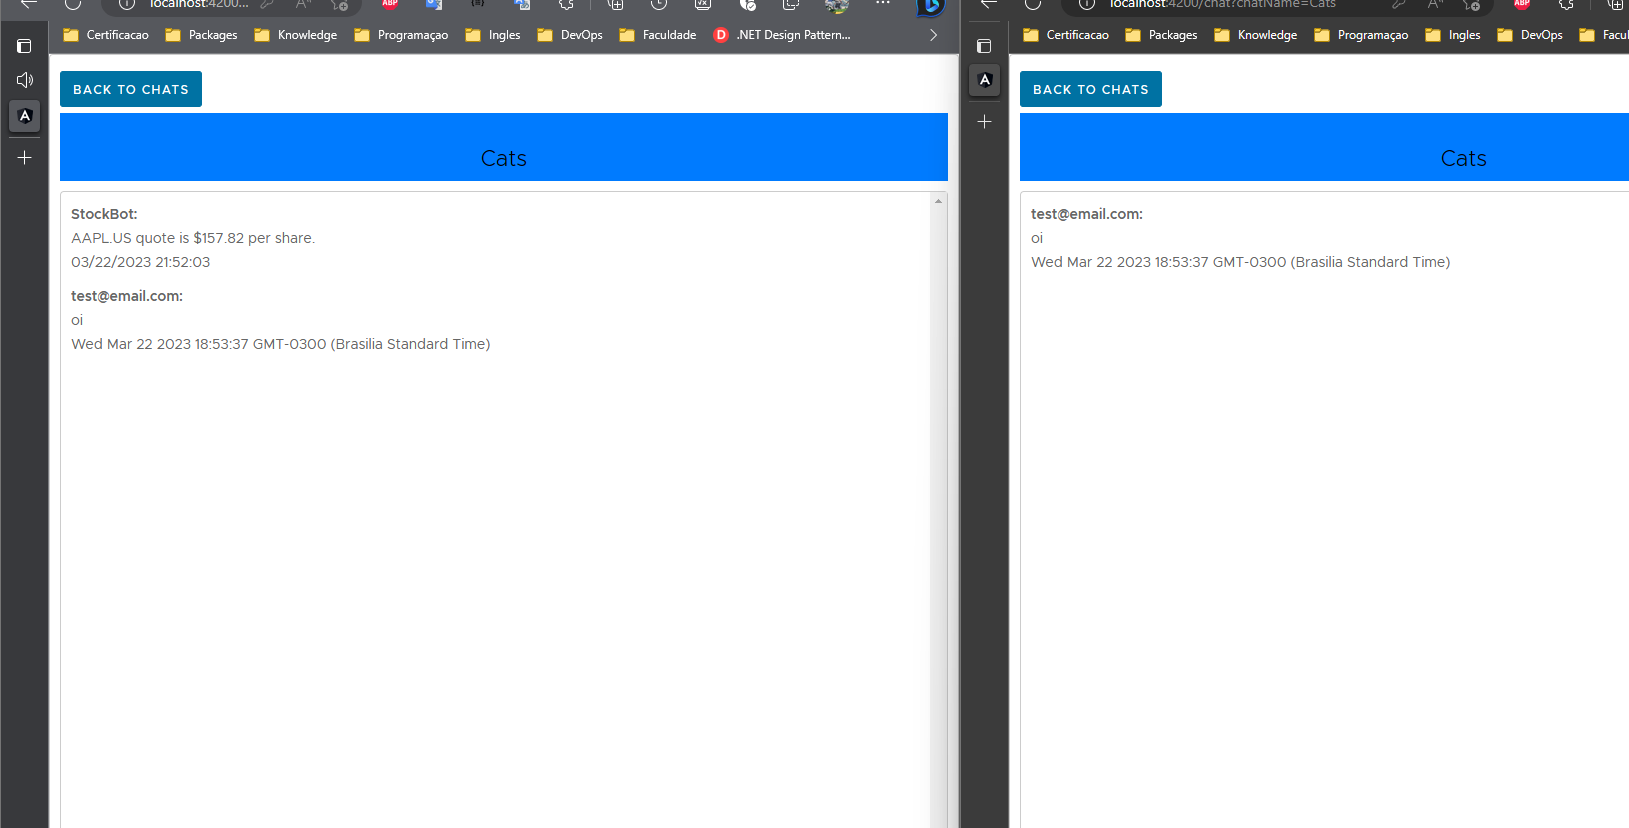 localhost:4200...
Certificacao Packages Knowledge Programaçao Ingles DevOps Faculdade D .NET Design Pattern...
A
BACK TO CHATS
Cats
StockBot:
AAPL.US quote is $157.82 per share.
03/22/2023 21:52:03
test@email.com:
oi
Wed Mar 22 2023 18:53:37 GMT-0300 (Brasilia Standard Time)
localhost:4200/chat?chatName=Cats
ABP
Certificacao Packages Knowledge Programaçao Ingles DevOps Facul
A
BACK TO CHATS
Cats
test@email.com:
oi
Wed Mar 22 2023 18:53:37 GMT-0300 (Brasilia Standard Time)